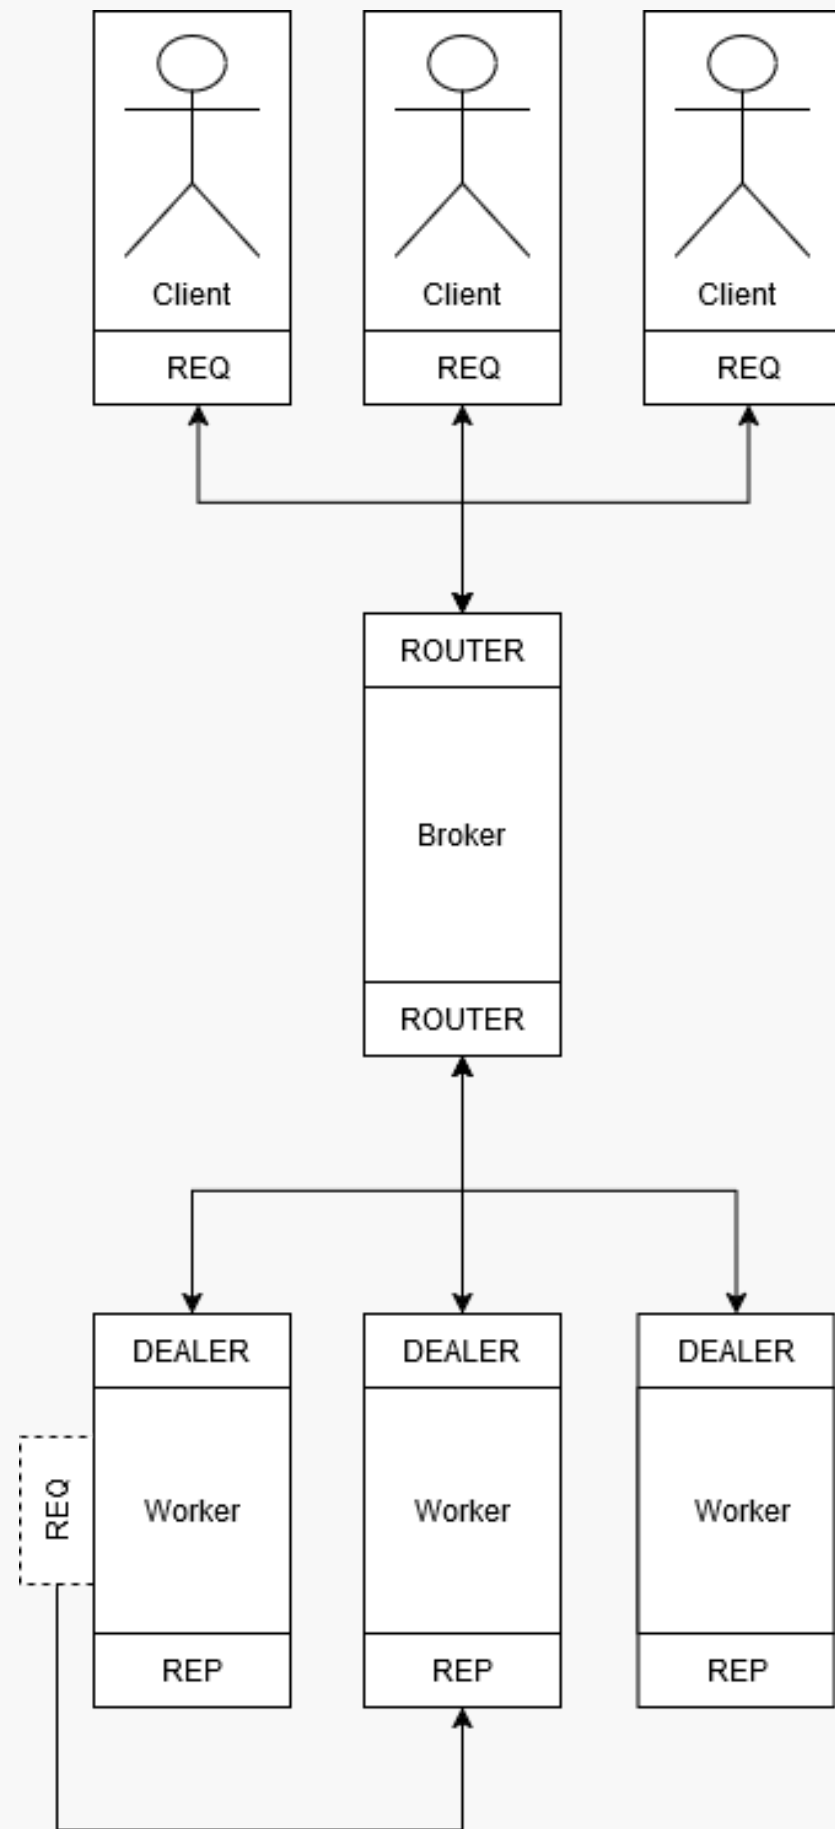 Client
Client
Client
REQ
REQ
REQ
ROUTER
Broker
ROUTER
DEALER
DEALER
DEALER
REQ
Worker
Worker
Worker
REP
REP
REP